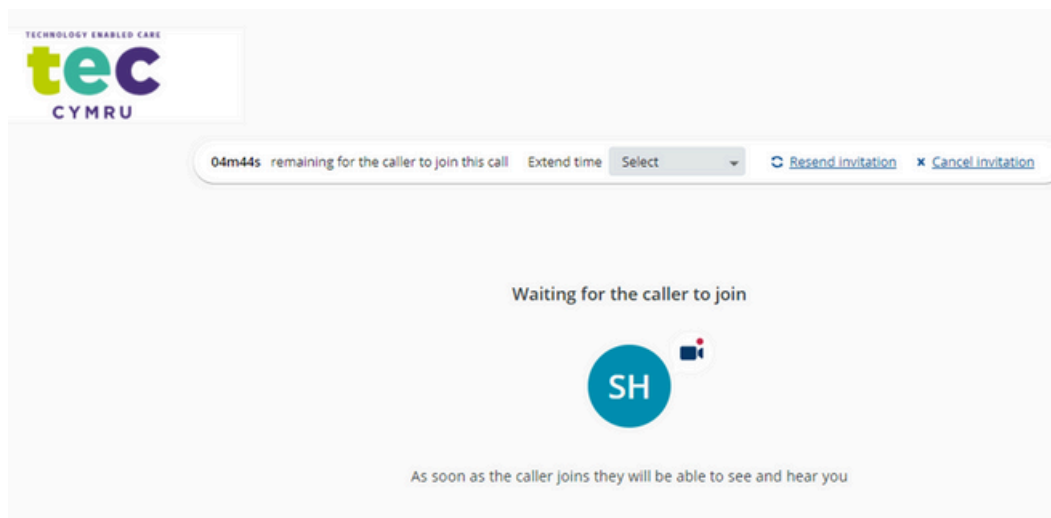 TECHNOLOGY ENABLED CARE
tec
CYMRU
04m44s remaining for the caller to join this call Extend time Select Resend invitation × Cancel invitation
Waiting for the caller to join
SH
As soon as the caller joins they will be able to see and hear you